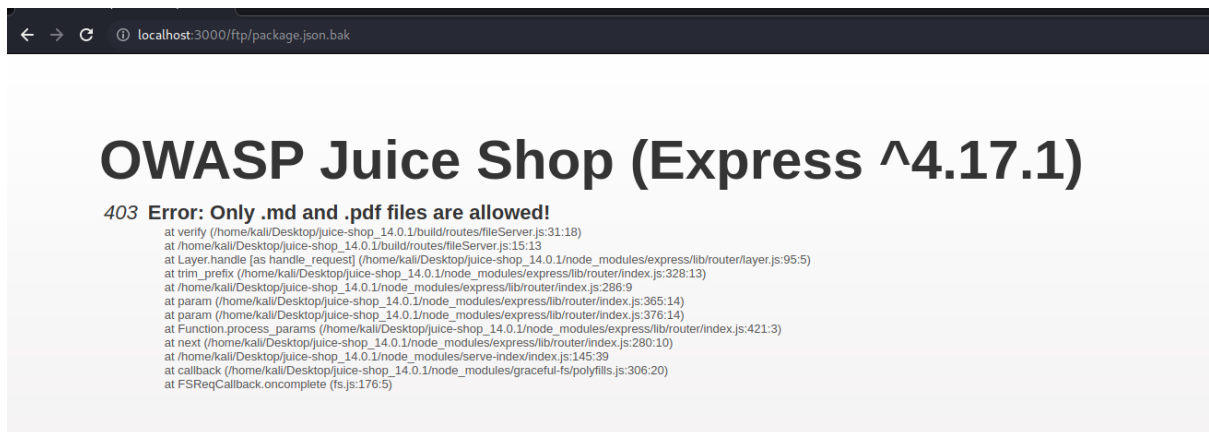 localhost:3000/ftp/package.json.bak
OWASP Juice Shop (Express ^4.17.1)
403 Error: Only .md and .pdf files are allowed!
at verify (/home/kali/Desktop/juice-shop_14.0.1/build/routes/fileServer.js:31:18)
at /home/kali/Desktop/juice-shop_14.0.1/build/routes/fileServer.js:15:13
at Layer.handle [as handle_request] (/home/kali/Desktop/juice-shop_14.0.1/node_modules/express/lib/router/layer.js:95:5)
at trim_prefix (/home/kali/Desktop/juice-shop_14.0.1/node_modules/express/lib/router/index.js:328:13)
at /home/kali/Desktop/juice-shop_14.0.1/node_modules/express/lib/router/index.js:286:9
at param (/home/kali/Desktop/juice-shop_14.0.1/node_modules/express/lib/router/index.js:365:14)
at param (/home/kali/Desktop/juice-shop_14.0.1/node_modules/express/lib/router/index.js:376:14)
at Function.process_params (/home/kali/Desktop/juice-shop_14.0.1/node_modules/express/lib/router/index.js:421:3)
at next (/home/kali/Desktop/juice-shop_14.0.1/node_modules/express/lib/router/index.js:280:10)
at /home/kali/Desktop/juice-shop_14.0.1/node_modules/serve-index/index.js:145:39
at callback (/home/kali/Desktop/juice-shop_14.0.1/node_modules/graceful-fs/polyfills.js:306:20)
at FSReqCallback.oncomplete (fs.js:176:5)